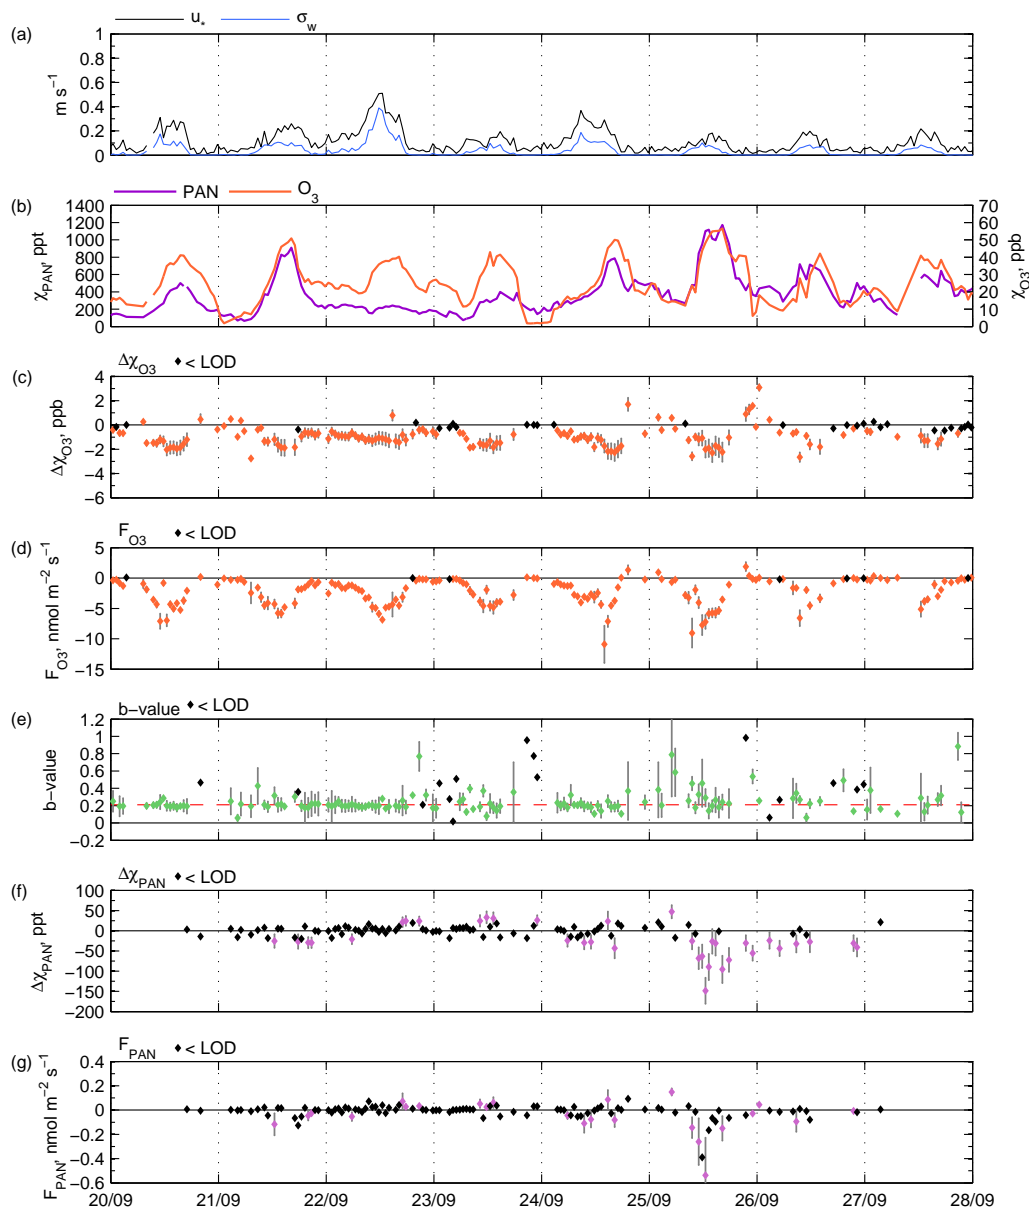 u* σw
(a)
m s−1
1
0.8
0.6
0.4
0.2
0
PAN O3
(b)
χPAN, ppt
1400
1200
1000
800
600
400
200
0
70
60
50
40
30
20
10
0
χO3, ppb
ΔχO3 < LOD
(c)
ΔχO3, ppb
4
2
0
−2
−4
−6
FO3 < LOD
(d)
FO3, nmol m−2 s−1
5
0
−5
−10
−15
b−value < LOD
(e)
b−value
1.2
1
0.8
0.6
0.4
0.2
0
−0.2
ΔχPAN < LOD
(f)
ΔχPAN, ppt
100
50
0
−50
−100
−150
−200
FPAN < LOD
(g)
FPAN, nmol m−2 s−1
0.4
0.2
0
−0.2
−0.4
−0.6
20/09 21/09 22/09 23/09 24/09 25/09 26/09 27/09 28/09